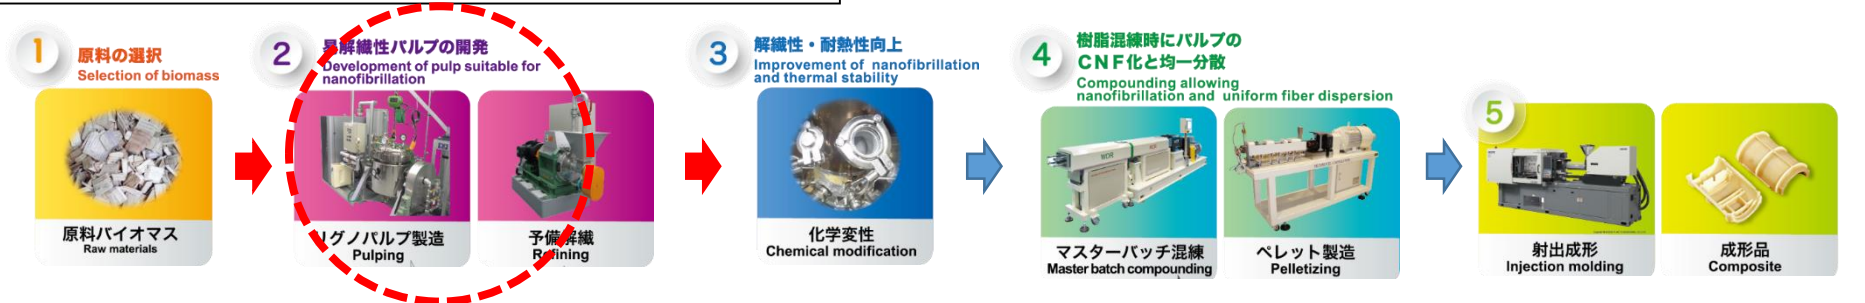 1
原料の選択
Selection of biomass
原料バイオマス
Raw materials
2
易解繊性パルプの開発
Development of pulp suitable for
nanofibrillation
リグノパルプ製造
Pulping
予備解繊
Refining
3
解繊性・耐熱性向上
Improvement of nanofibrillation
and thermal stability
化学変性
Chemical modification
4
樹脂混練時にパルプの
CNF化と均一分散
Compounding allowing
nanofibrillation and uniform fiber dispersion
マスターバッチ混練
Master batch compounding
ペレット製造
Pelletizing
5
射出成形
Injection molding
成形品
Composite